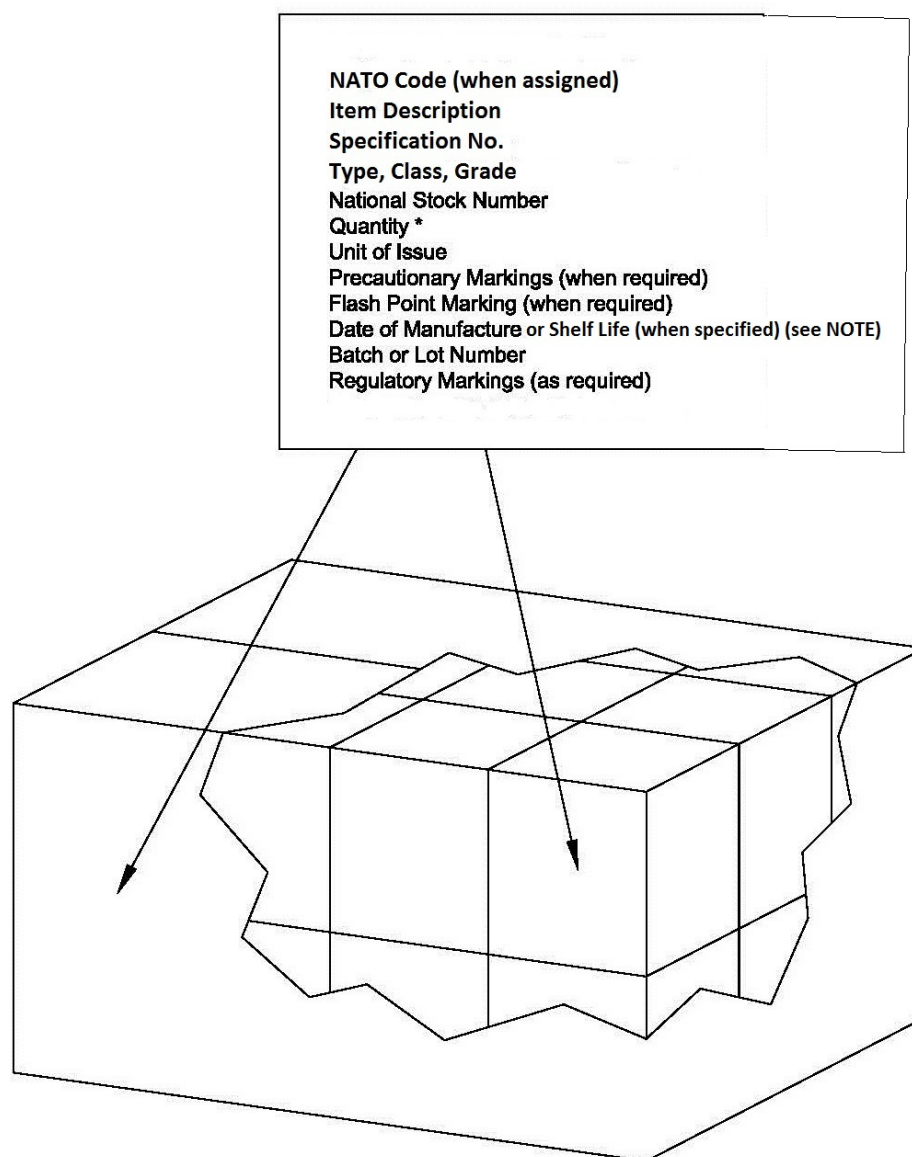 NATO Code (when assigned)
Item Description
Specification No.
Type, Class, Grade
National Stock Number
Quantity *
Unit of Issue
Precautionary Markings (when required)
Flash Point Marking (when required)
Date of Manufacture or Shelf Life (when specified) (see NOTE)
Batch or Lot Number
Regulatory Markings (as required)